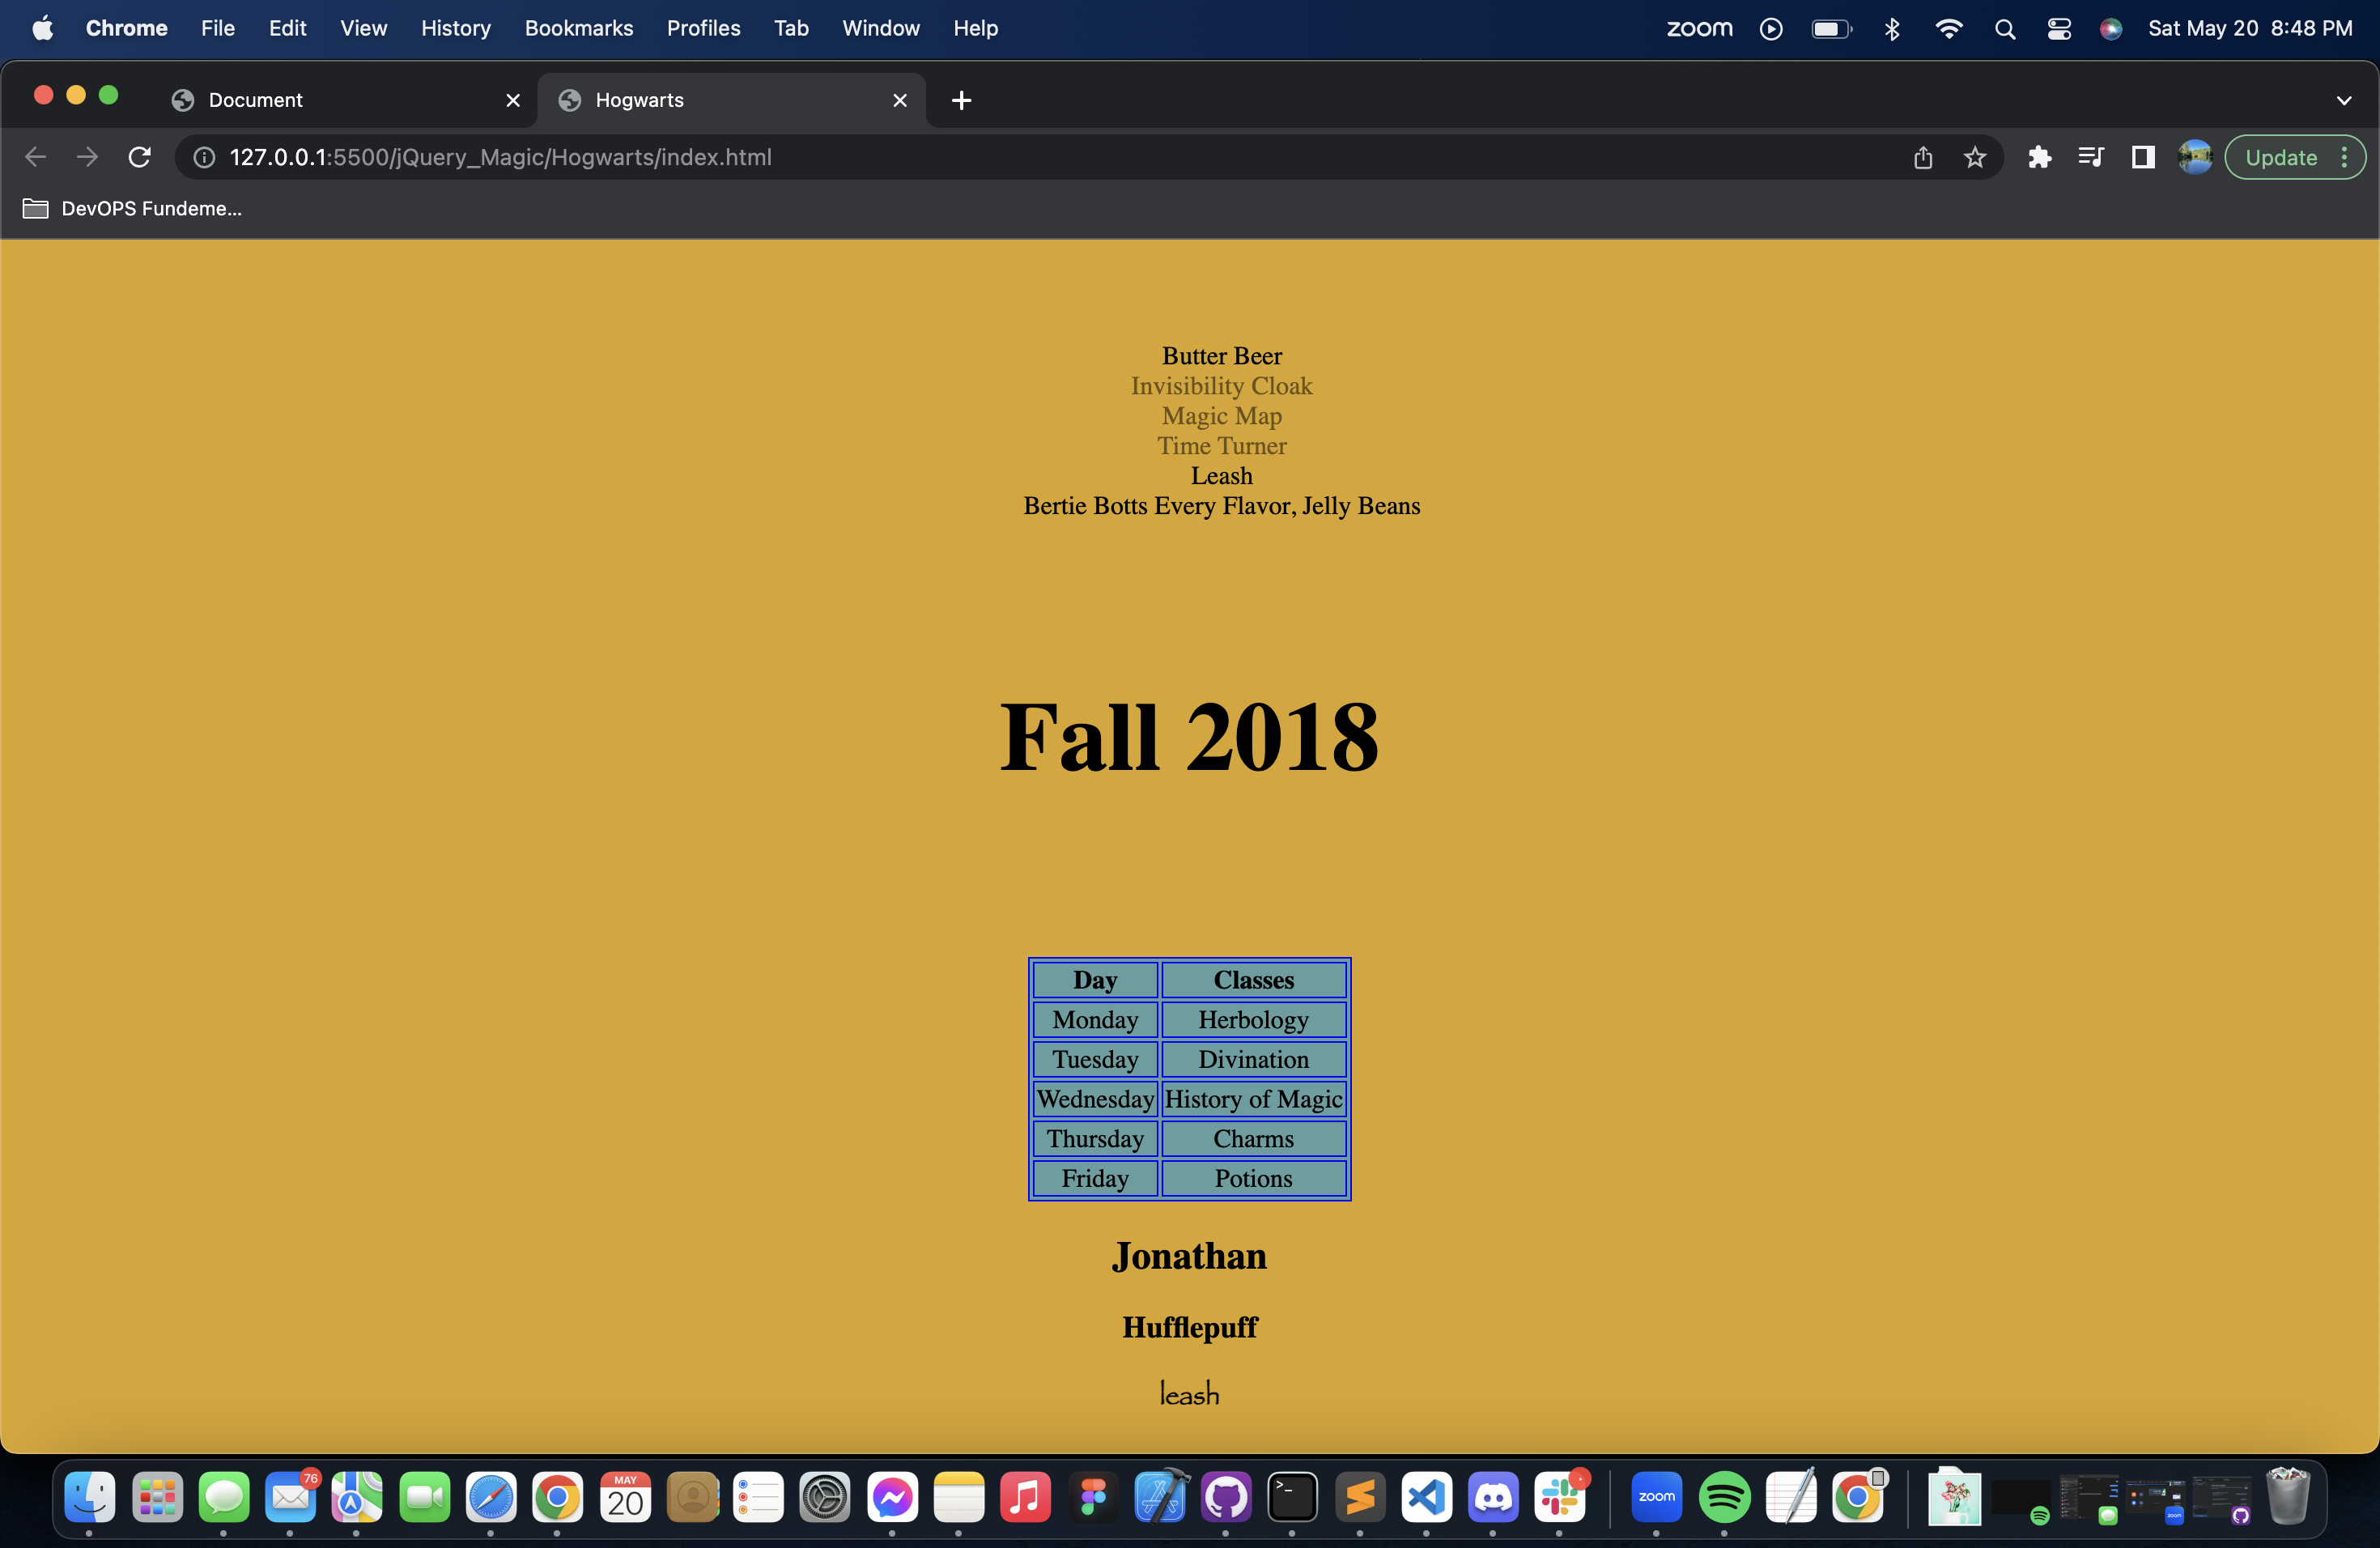 Chrome File Edit View History Bookmarks Profiles Tab Window Help zoom Sat May 20 8:48 PM
Document Hogwarts
127.0.0.1:5500/jQuery_Magic/Hogwarts/index.html Update
DevOPS Fundeme...
Butter Beer
Invisibility Cloak
Magic Map
Time Turner
Leash
Bertie Botts Every Flavor, Jelly Beans
Fall 2018
Day Classes
Monday Herbology
Tuesday Divination
Wednesday History of Magic
Thursday Charms
Friday Potions
Jonathan
Hufflepuff
leash
76
MAY
20
zoom